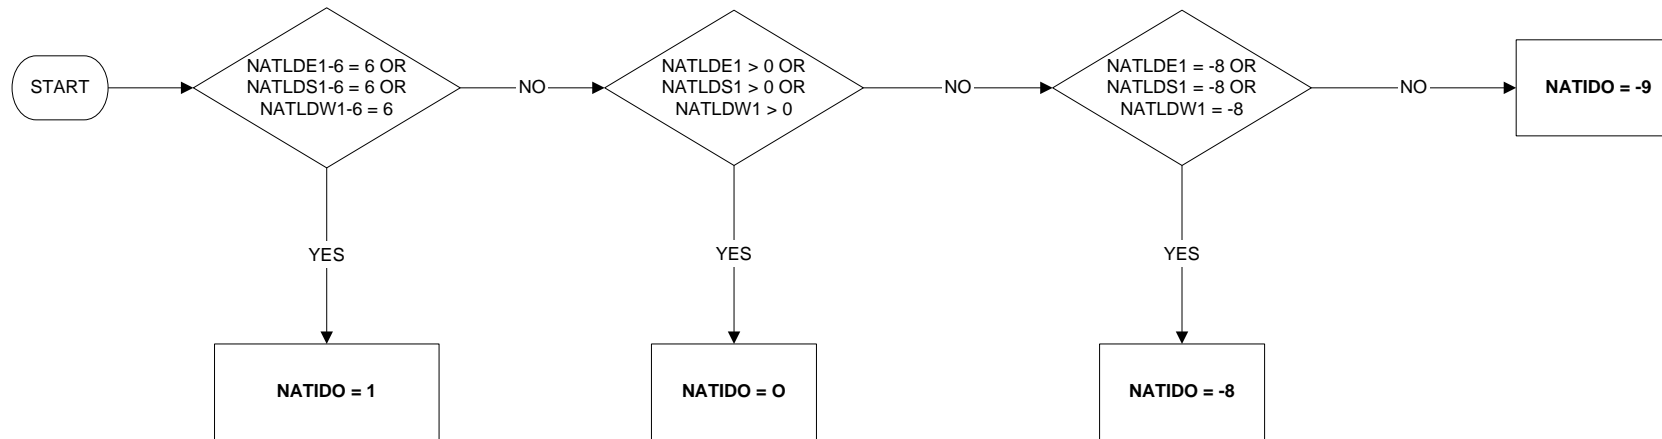 START
NATLDE1-6 = 6 OR
NATLDS1-6 = 6 OR
NATLDW1-6 = 6
NO
NATLDE1 > 0 OR
NATLDS1 > 0 OR
NATLDW1 > 0
NO
NATLDE1 = -8 OR
NATLDS1 = -8 OR
NATLDW1 = -8
NO
NATIDO = -9
YES
YES
YES
NATIDO = 1
NATIDO = O
NATIDO = -8